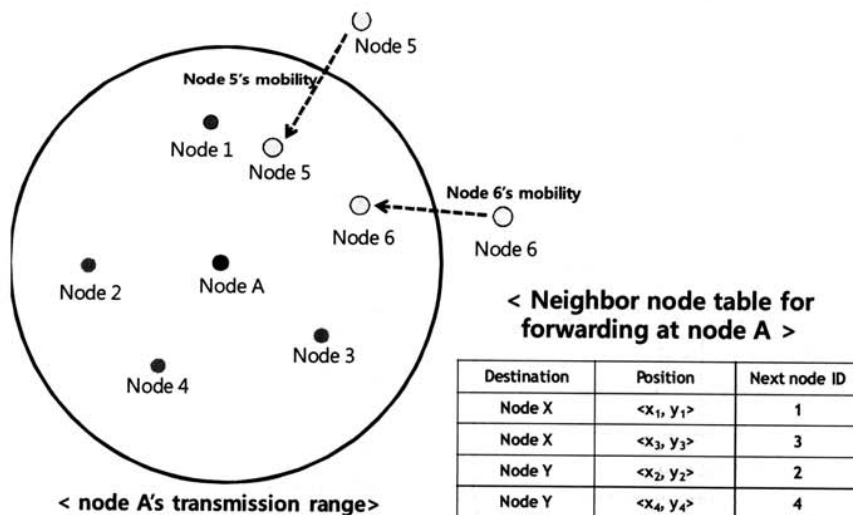 Node 5
Node 5's mobility
Node 1
Node 5
Node 6's mobility
Node 6
Node 6
Node 2
Node A
Node 3
Node 4
< node A's transmission range>
< Neighbor node table for
forwarding at node A >
Destination Position Next node ID
Node X <x₁, y₁> 1
Node X <x₃, y₃> 3
Node Y <x₂, y₂> 2
Node Y <x₄, y₄> 4